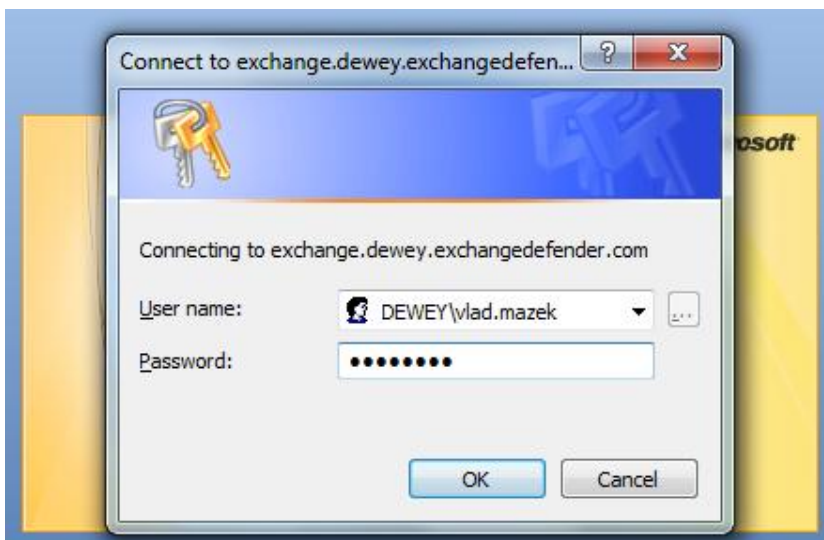 Connect to exchange.dewey.exchangedefen...
?
X
osoft
Connecting to exchange.dewey.exchangedefender.com
User name: DEWEY\vlad.mazek ...
Password: ••••••••
OK Cancel